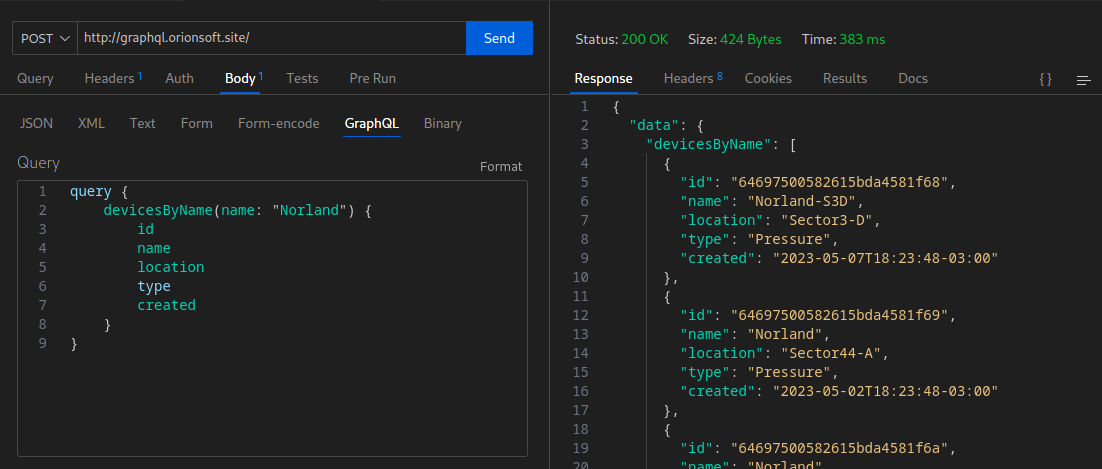 POST http://graphql.orionsoft.site/ Send
Query Headers 1 Auth Body 1 Tests Pre Run
JSON XML Text Form Form-encode GraphQL Binary
Query Format
1 query {
2 devicesByName(name: "Norland") {
3 id
4 name
5 location
6 type
7 created
8 }
9 }
Status: 200 OK Size: 424 Bytes Time: 383 ms
Response Headers 8 Cookies Results Docs { }
1 {
2 "data": {
3 "devicesByName": [
4 {
5 "id": "64697500582615bda4581f68",
6 "name": "Norland-S3D",
7 "location": "Sector3-D",
8 "type": "Pressure",
9 "created": "2023-05-07T18:23:48-03:00"
10 },
11 {
12 "id": "64697500582615bda4581f69",
13 "name": "Norland",
14 "location": "Sector44-A",
15 "type": "Pressure",
16 "created": "2023-05-02T18:23:48-03:00"
17 },
18 {
19 "id": "64697500582615bda4581f6a",
20 "name": "Norland"